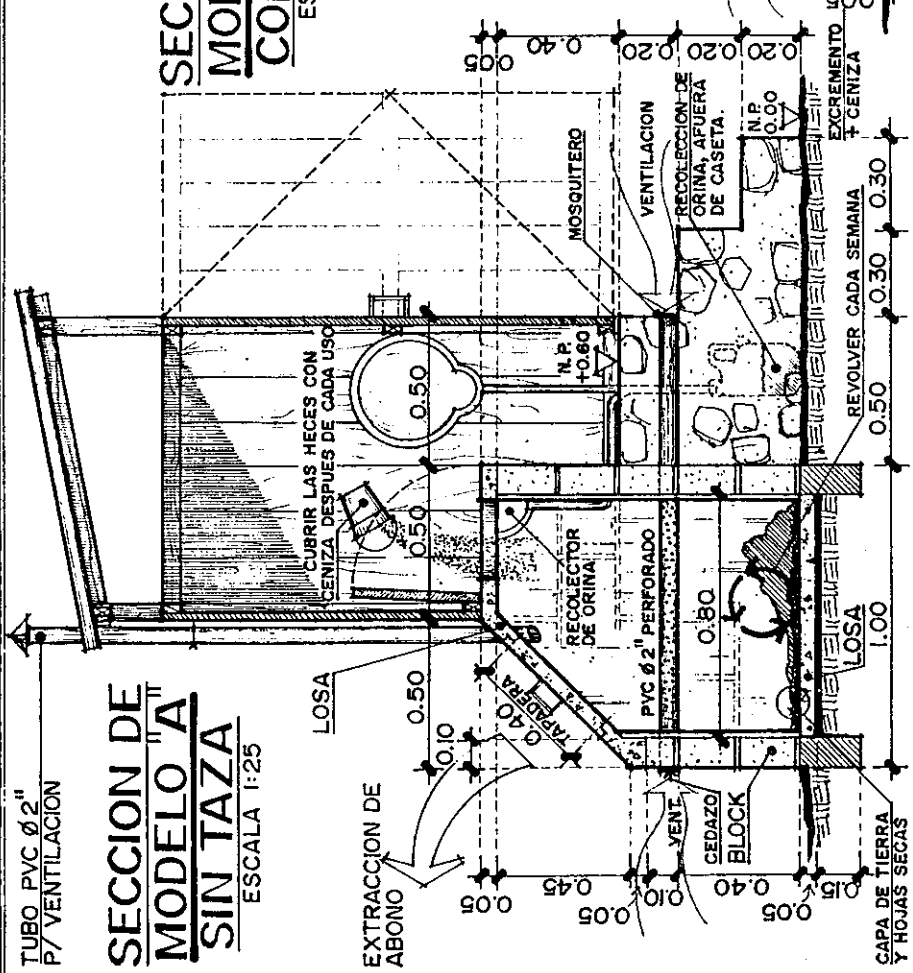 TUBO PVC Ø 2"
P/ VENTILACION
SECCION DE
MODELO "A"
SIN TAZA
ESCALA 1:25
SEC
MOD
CO
ES
LOSA
0.50
0.10
EXTRACCION DE
ABONO
0.40
TAPADERA
CUBRIR LAS HECES CON
CENIZA DESPUES DE CADA USO
0.50
0.50
RECOLECTOR
DE ORINA
N. P.
+0.60
MOSQUITERO
VENTILACION
RECOLECCION DE
ORINA, AFUERA
DE CASETA.
N.P.
0.00
0.05
0.40
0.20
0.20
0.20
EXCREMENTO
+ CENIZA
0.05
0.45
0.05
0.10
0.40
0.05
0.15
VENT.
CEDAZO
BLOCK
PVC Ø 2" PERFORADO
0.80
LOSA
1.00
REVOLVER CADA SEMANA
0.50
0.30
0.30
CAPA DE TIERRA
Y HOJAS SECAS